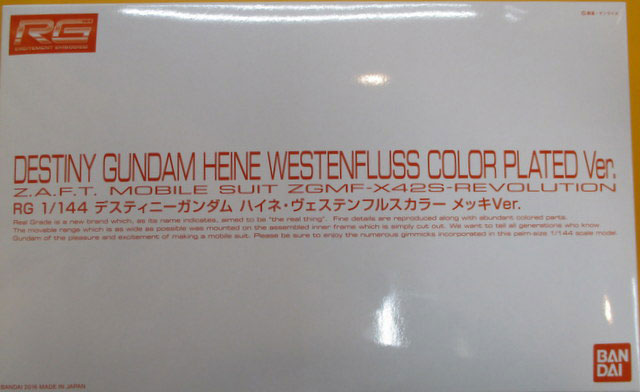 RG
EXCITEMENT EMBODIED
DESTINY GUNDAM HEINE WESTENFLUSS COLOR PLATED Ver.
Z.A.F.T. MOBILE SUIT ZGMF-X42S-REVOLUTION
RG 1/144 デスティニーガンダム ハイネ・ヴェステンフルスカラー メッキVer.
Real Grade is a new brand which, as its name indicates, aimed to be "the real thing". Fine details are reproduced along with abundant colored parts.
The movable range which is as wide as possible was mounted on the assembled inner frame which is simply cut out. We want to tell all generations who know
Gundam of the pleasure and excitement of making a mobile suit. Please be sure to enjoy the numerous gimmicks incorporated in this palm-size 1/144 scale model.
BANDAI 2016 MADE IN JAPAN
BAN
DAI